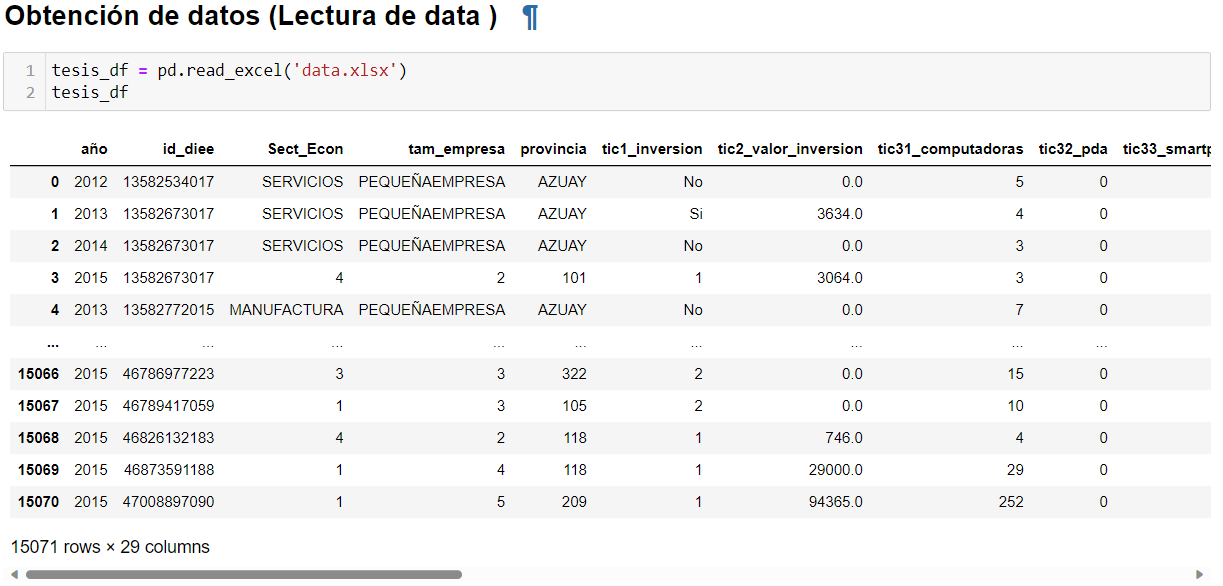 Obtención de datos (Lectura de data ) ¶
1 tesis_df = pd.read_excel('data.xlsx')
2 tesis_df
año id_diee Sect_Econ tam_empresa provincia tic1_inversion tic2_valor_inversion tic31_computadoras tic32_pda tic33_smartp
0 2012 13582534017 SERVICIOS PEQUEÑAEMPRESA AZUAY No 0.0 5 0
1 2013 13582673017 SERVICIOS PEQUEÑAEMPRESA AZUAY Si 3634.0 4 0
2 2014 13582673017 SERVICIOS PEQUEÑAEMPRESA AZUAY No 0.0 3 0
3 2015 13582673017 4 2 101 1 3064.0 3 0
4 2013 13582772015 MANUFACTURA PEQUEÑAEMPRESA AZUAY No 0.0 7 0
... ... ... ... ... ... ... ... ... ...
15066 2015 46786977223 3 3 322 2 0.0 15 0
15067 2015 46789417059 1 3 105 2 0.0 10 0
15068 2015 46826132183 4 2 118 1 746.0 4 0
15069 2015 46873591188 1 4 118 1 29000.0 29 0
15070 2015 47008897090 1 5 209 1 94365.0 252 0
15071 rows × 29 columns